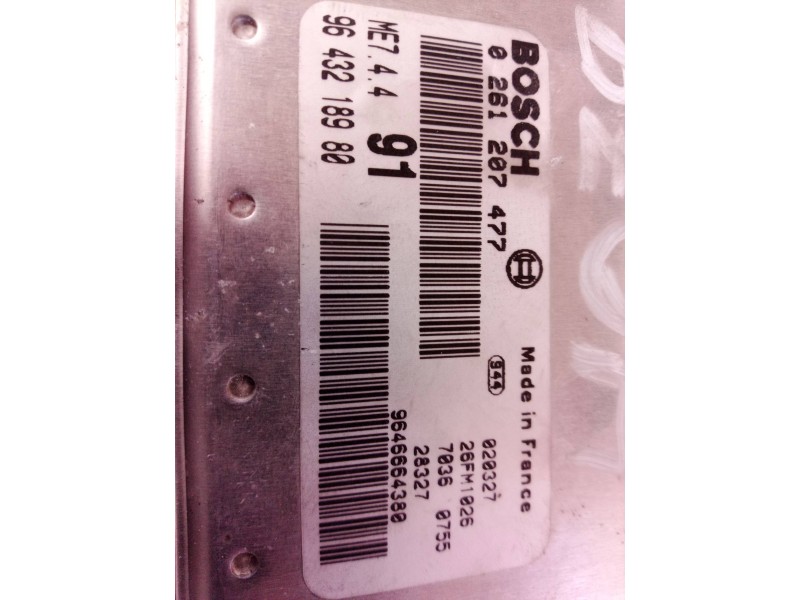 BOSCH
0 261 207 477
Made in France
944
ME7.4.4
91
96 432 189 80
020327
26FM1026
7036 0755
28327
9646664380